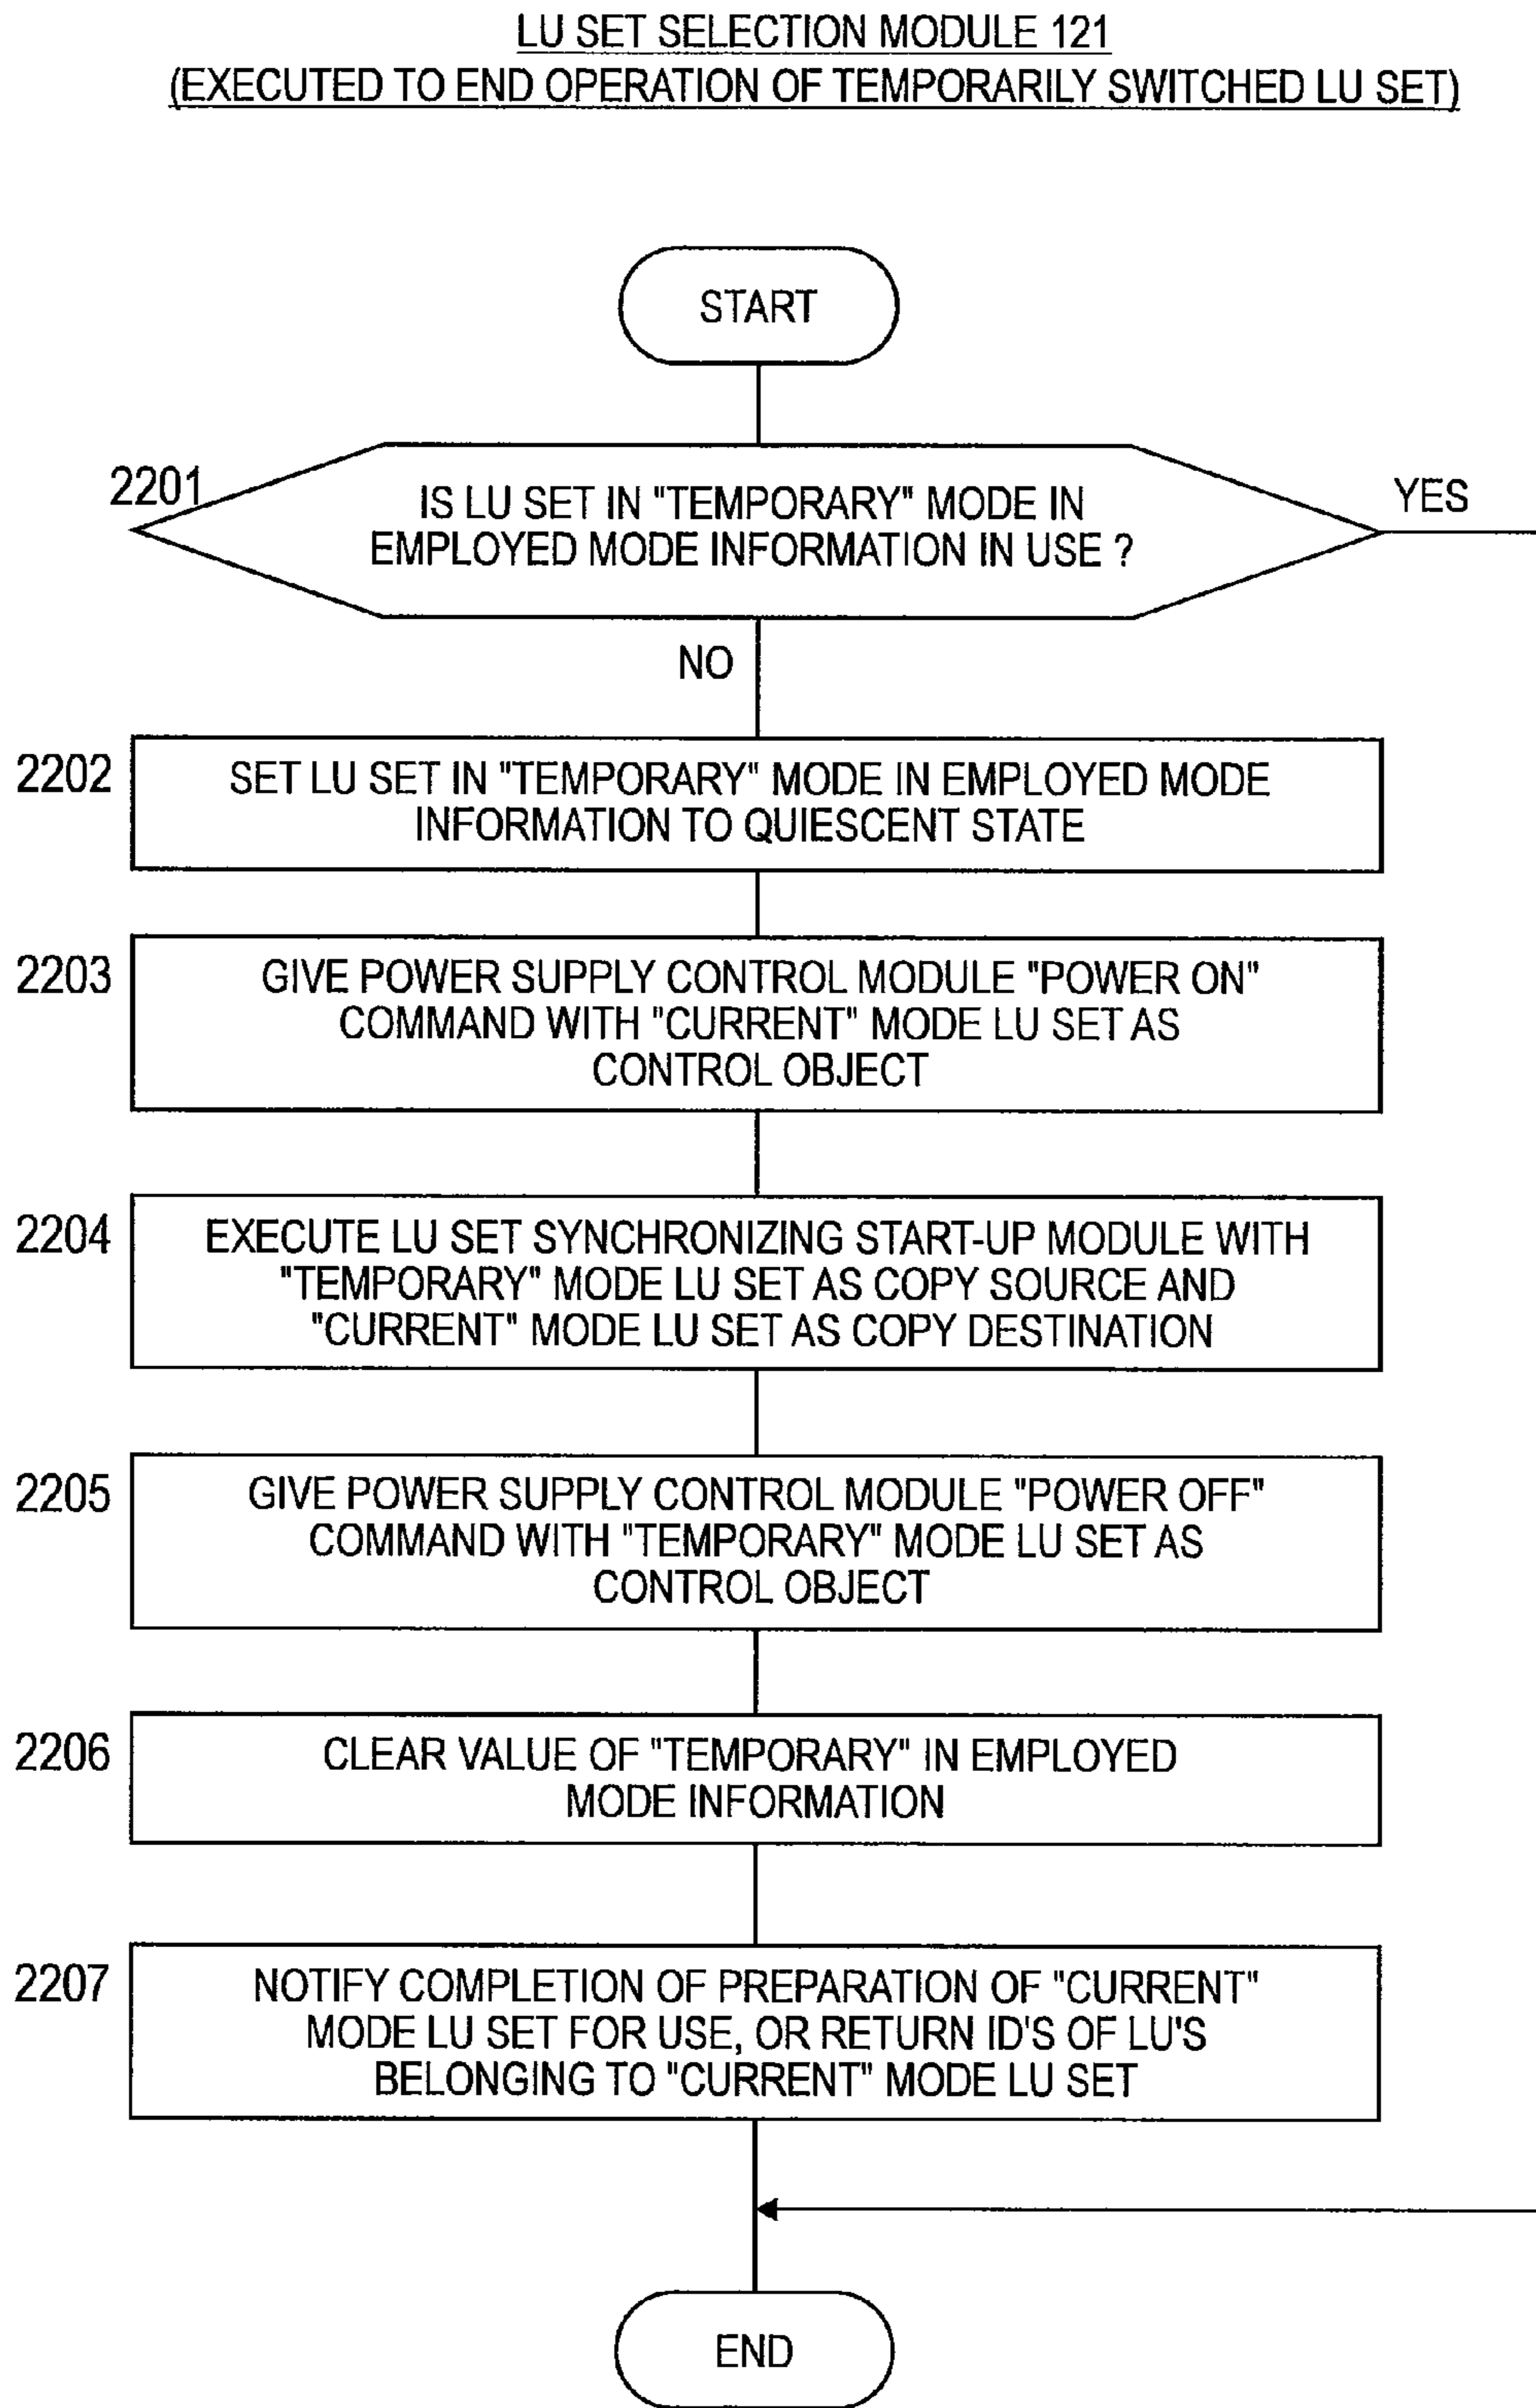 LU SET SELECTION MODULE 121
(EXECUTED TO END OPERATION OF TEMPORARILY SWITCHED LU SET)
START
2201
IS LU SET IN "TEMPORARY" MODE IN
EMPLOYED MODE INFORMATION IN USE ?
YES
NO
2202
SET LU SET IN "TEMPORARY" MODE IN EMPLOYED MODE
INFORMATION TO QUIESCENT STATE
2203
GIVE POWER SUPPLY CONTROL MODULE "POWER ON"
COMMAND WITH "CURRENT" MODE LU SET AS
CONTROL OBJECT
2204
EXECUTE LU SET SYNCHRONIZING START-UP MODULE WITH
"TEMPORARY" MODE LU SET AS COPY SOURCE AND
"CURRENT" MODE LU SET AS COPY DESTINATION
2205
GIVE POWER SUPPLY CONTROL MODULE "POWER OFF"
COMMAND WITH "TEMPORARY" MODE LU SET AS
CONTROL OBJECT
2206
CLEAR VALUE OF "TEMPORARY" IN EMPLOYED
MODE INFORMATION
2207
NOTIFY COMPLETION OF PREPARATION OF "CURRENT"
MODE LU SET FOR USE, OR RETURN ID'S OF LU'S
BELONGING TO "CURRENT" MODE LU SET
END